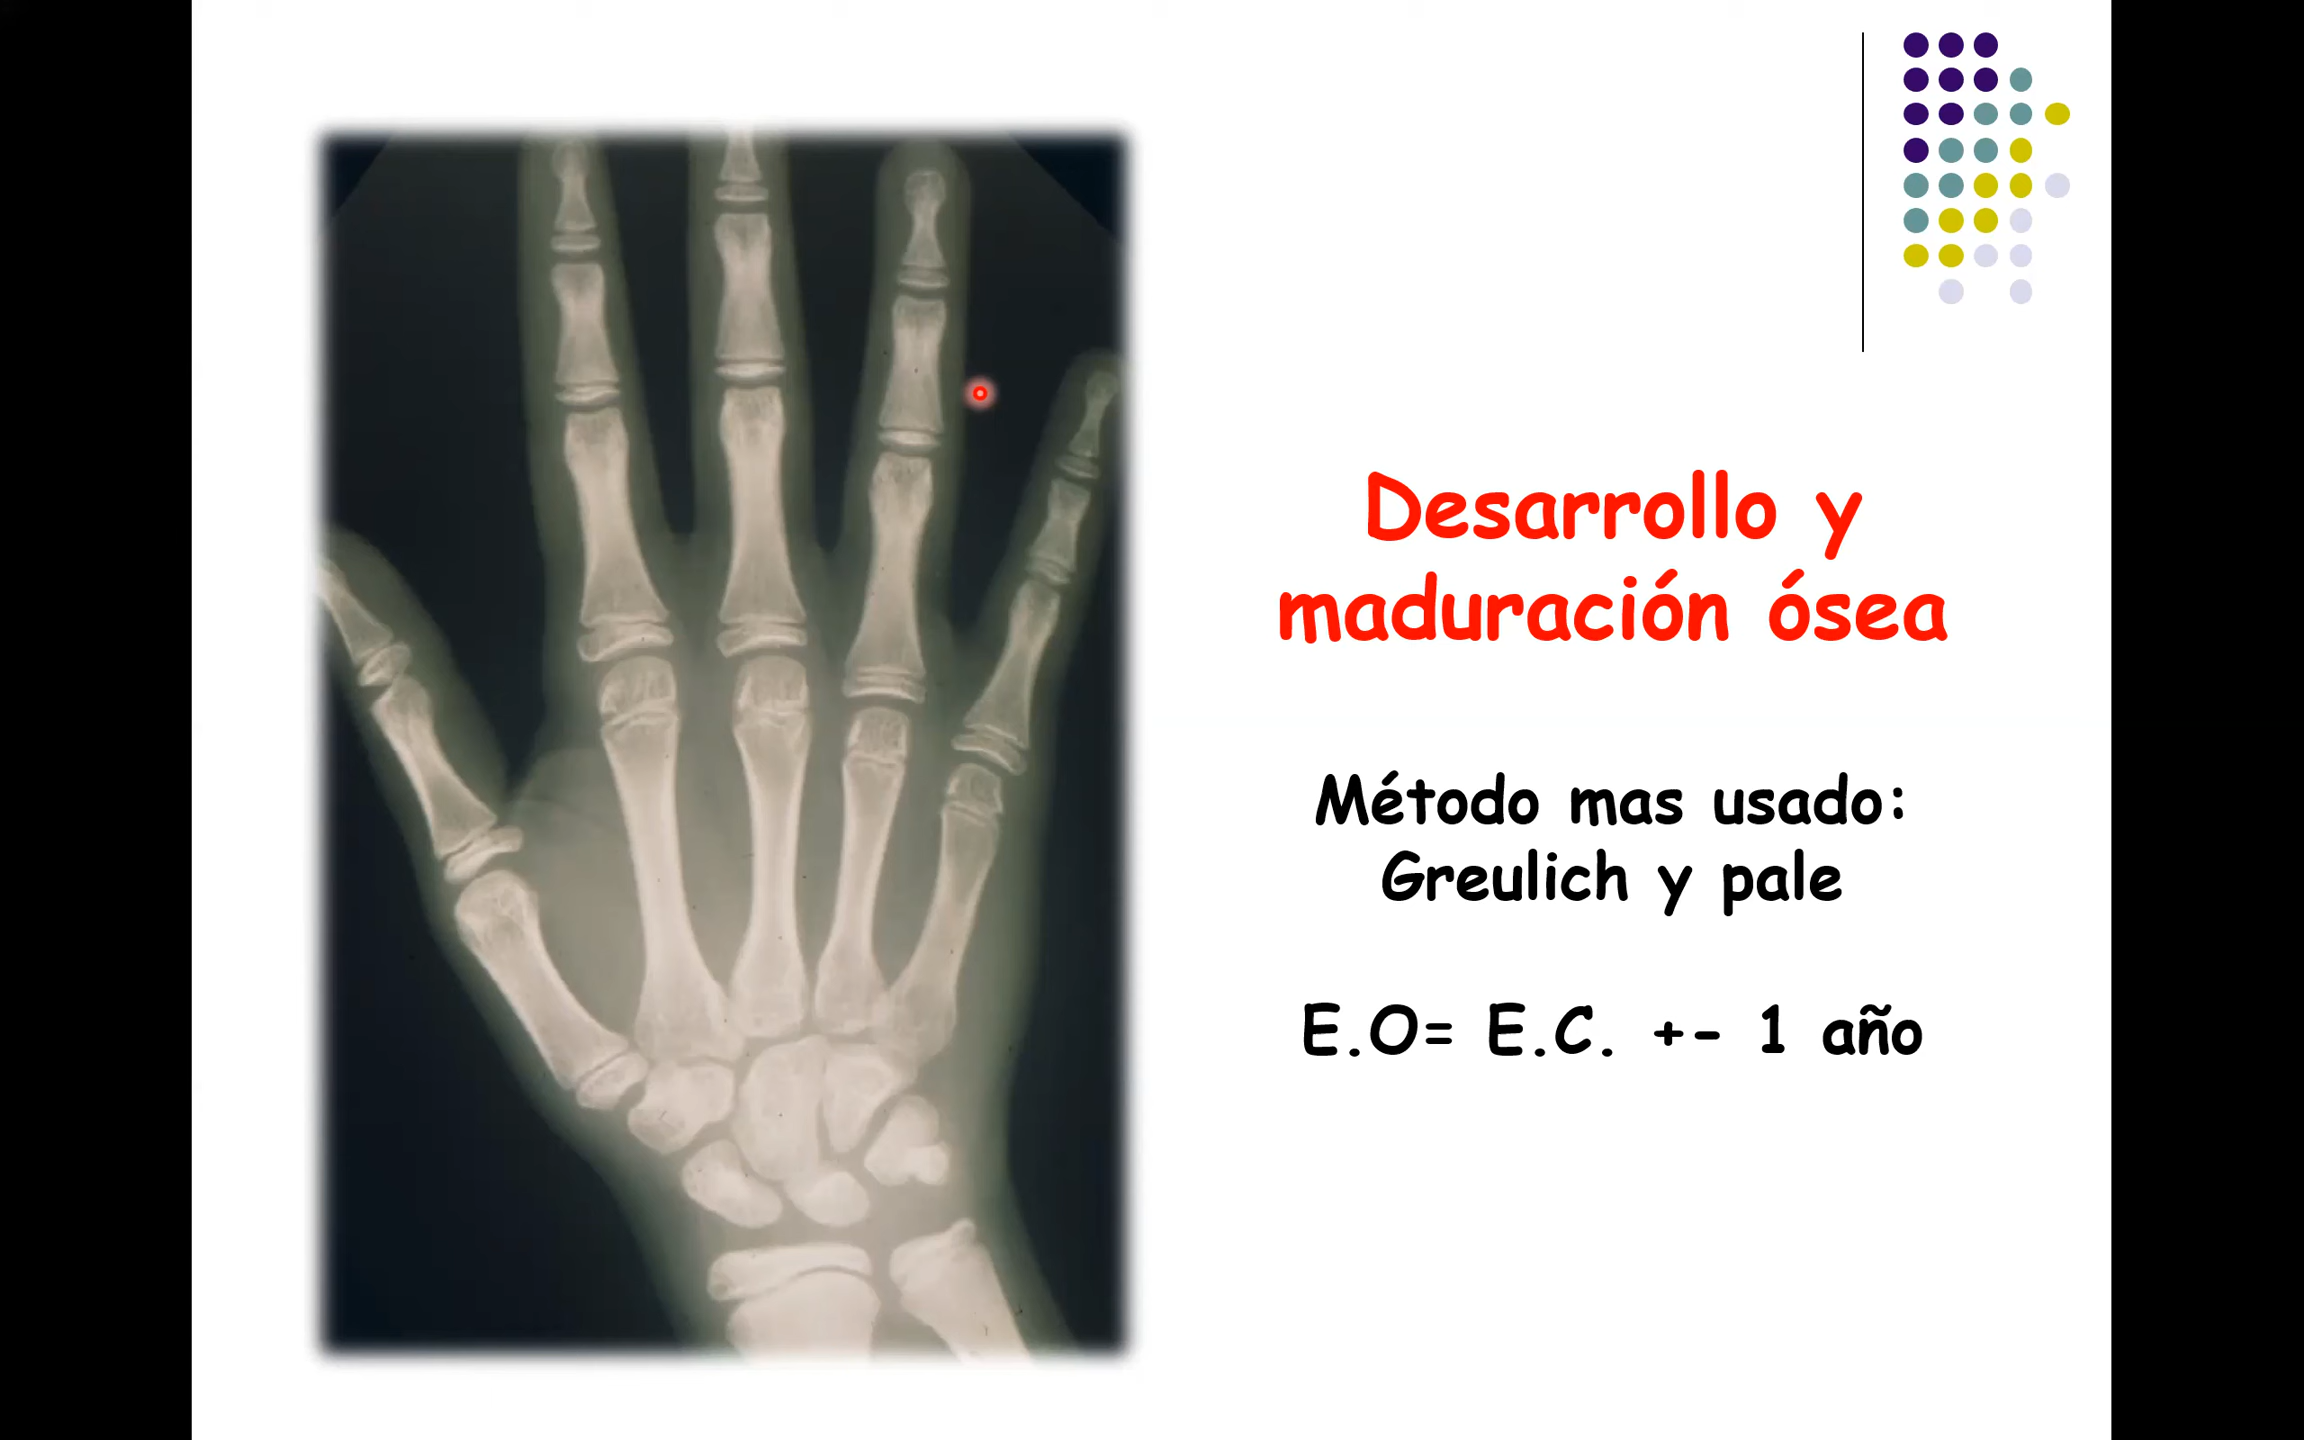 Desarrollo y
maduración ósea
Método mas usado:
Greulich y pale
E.O= E.C. +- 1 año